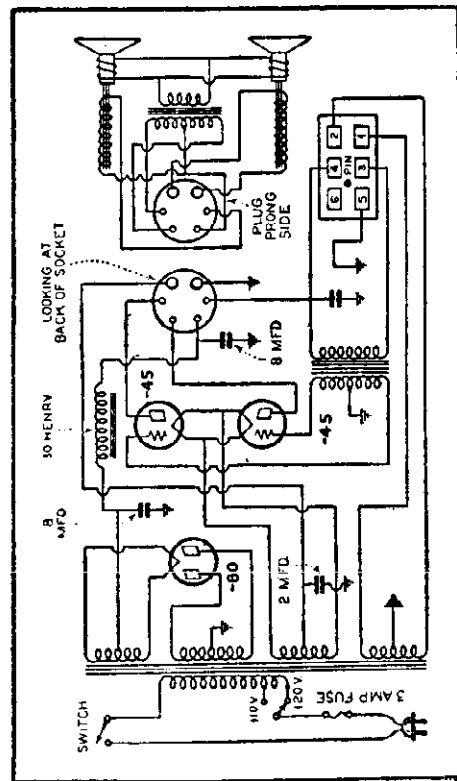 LOOKING AT
BACK OF SOCKET
PLUG
PRONG
SIDE
2
1
4
3
6
5
6 PIN
30 HENRY
-45
8 MFD
-45
8
MFD
-80
2 MFD.
SWITCH
110V
120V
3 AMP FUSE